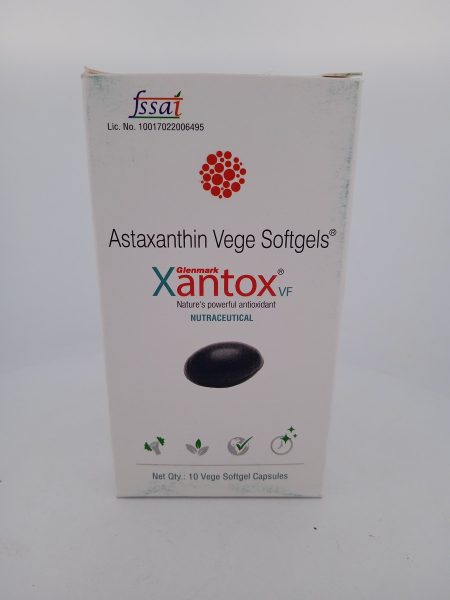 fssai
Lic. No. 10017022006495
Astaxanthin Vege Softgels®
Glenmark
Xantox® VF
Nature's powerful antioxidant
NUTRACEUTICAL
Net Qty.: 10 Vege Softgel Capsules